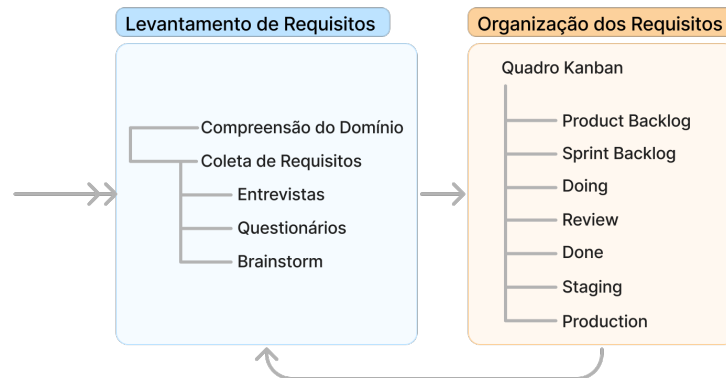 Levantamento de Requisitos
Compreensão do Domínio
Coleta de Requisitos
Entrevistas
Questionários
Brainstorm
Organização dos Requisitos
Quadro Kanban
Product Backlog
Sprint Backlog
Doing
Review
Done
Staging
Production